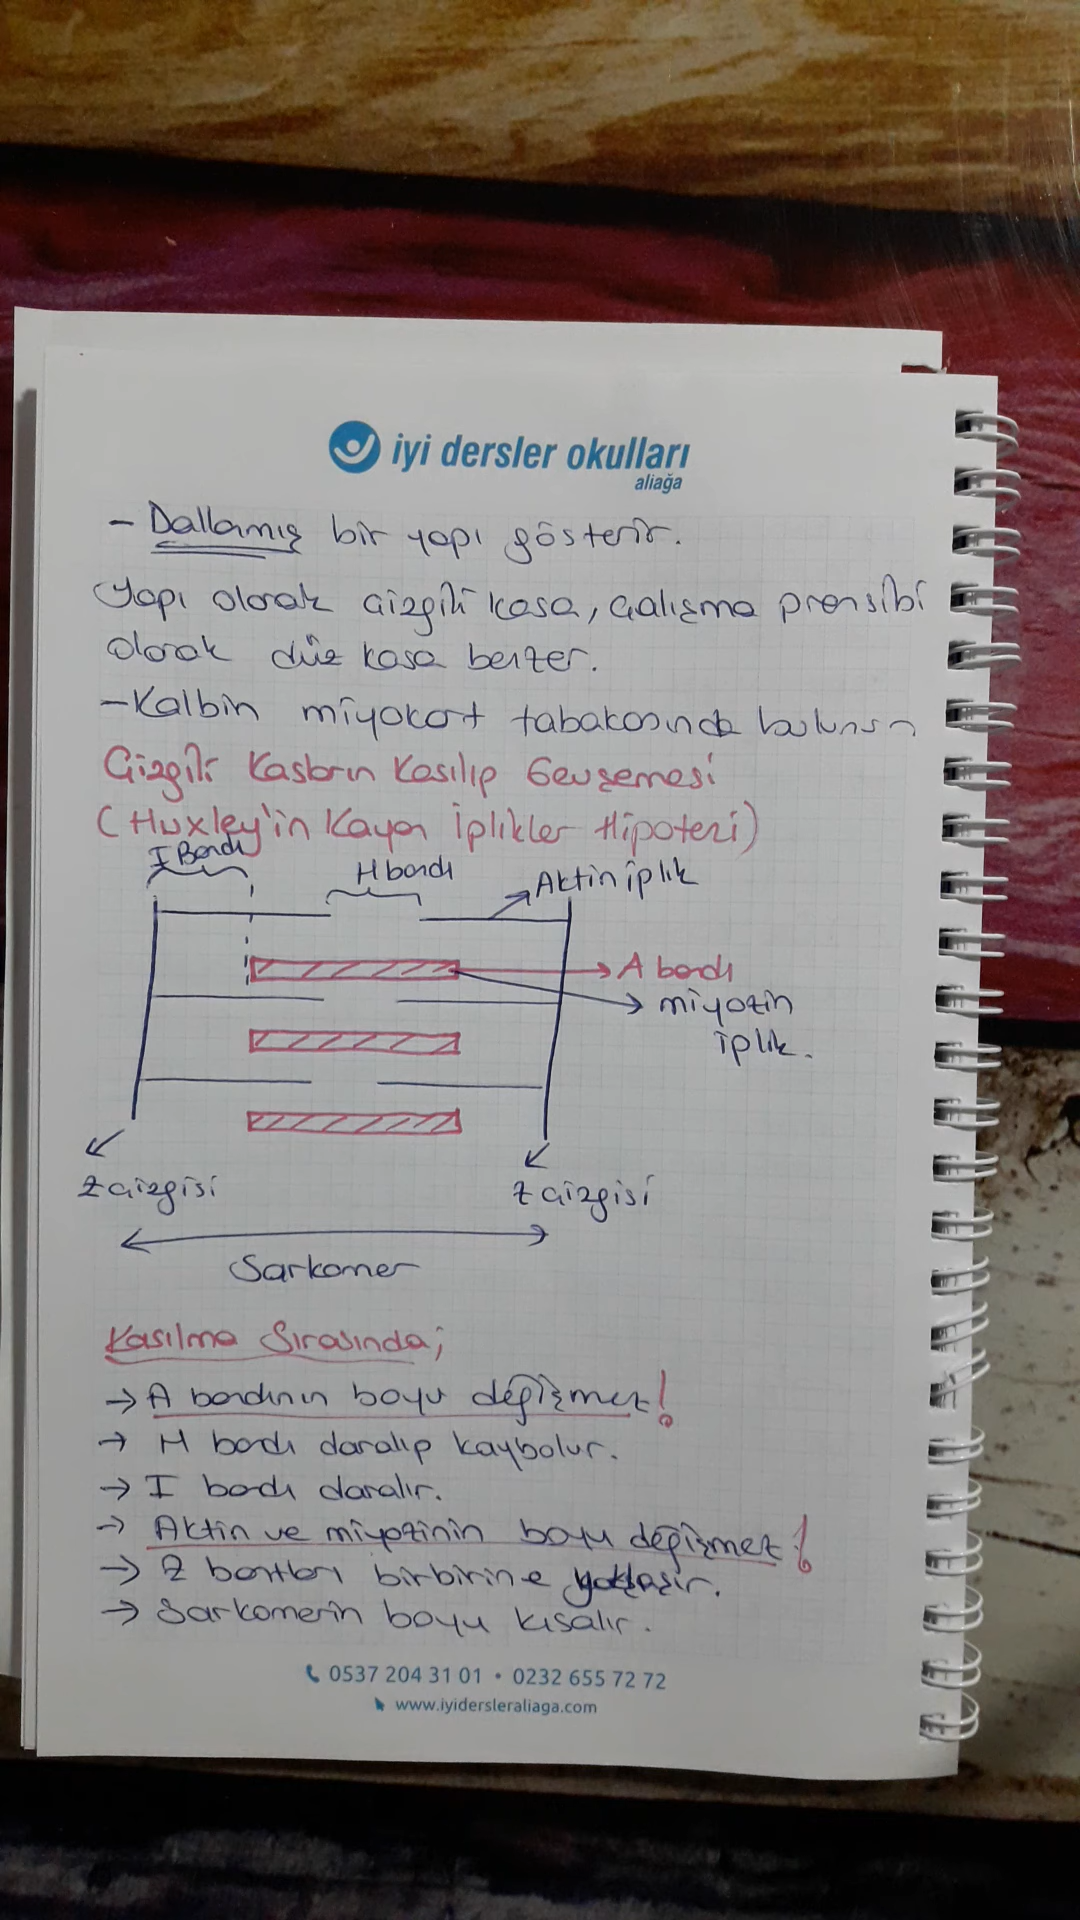 iyi dersler okulları
aliağa
- Dallanmış bir yapı gösterir.
Yapı olarak çizgili kasa, çalışma prensibi
olarak düz kasa benzer.
- Kalbin miyokart tabakasında bulunur
Çizgili Kasların Kasılıp Gevşemesi
(Huxley'in Kayan İplikler Hipotezi)
I Bandı
H bandı
Aktin iplik
A bandı
miyozin
iplik.
Z çizgisi
Z çizgisi
Sarkomer
Kasılma Sırasında;
→ A bandının boyu değişmez!
→ H bandı daralıp kaybolur.
→ I bandı daralır.
→ Aktin ve miyozinin boyu değişmez!
→ Z bantları birbirine yaklaşır.
→ Sarkomerin boyu kısalır.
0537 204 31 01 • 0232 655 72 72
www.iyidersleraliaga.com